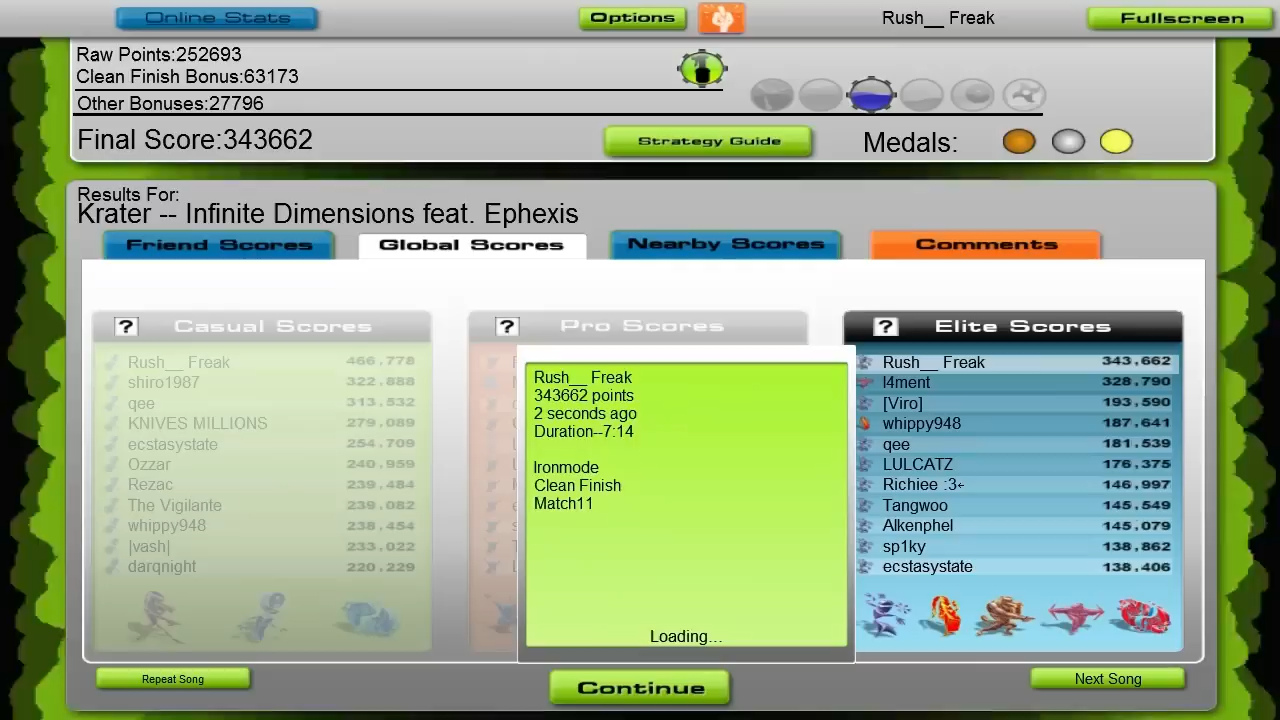 Online Stats
Options
Rush__ Freak
Fullscreen
Raw Points:252693
Clean Finish Bonus:63173
Other Bonuses:27796
Final Score:343662
Strategy Guide
Medals:
Results For:
Krater -- Infinite Dimensions feat. Ephexis
Friend Scores
Global Scores
Nearby Scores
Comments
? Casual Scores
Rush__ Freak 466,778
shiro1987 322,888
qee 313,532
KNIVES MILLIONS 279,089
ecstasystate 254,709
Ozzar 240,959
Rezac 239,484
The Vigilante 239,082
whippy948 238,454
|vash| 233,022
darqnight 220,229
? Pro Scores
Rush__ Freak
343662 points
2 seconds ago
Duration--7:14
Ironmode
Clean Finish
Match11
Loading...
? Elite Scores
Rush__ Freak 343,662
l4ment 328,790
[Viro] 193,590
whippy948 187,641
qee 181,539
LULCATZ 176,375
Richiee :3← 146,997
Tangwoo 145,549
Alkenphel 145,079
sp1ky 138,862
ecstasystate 138,406
Repeat Song
Continue
Next Song